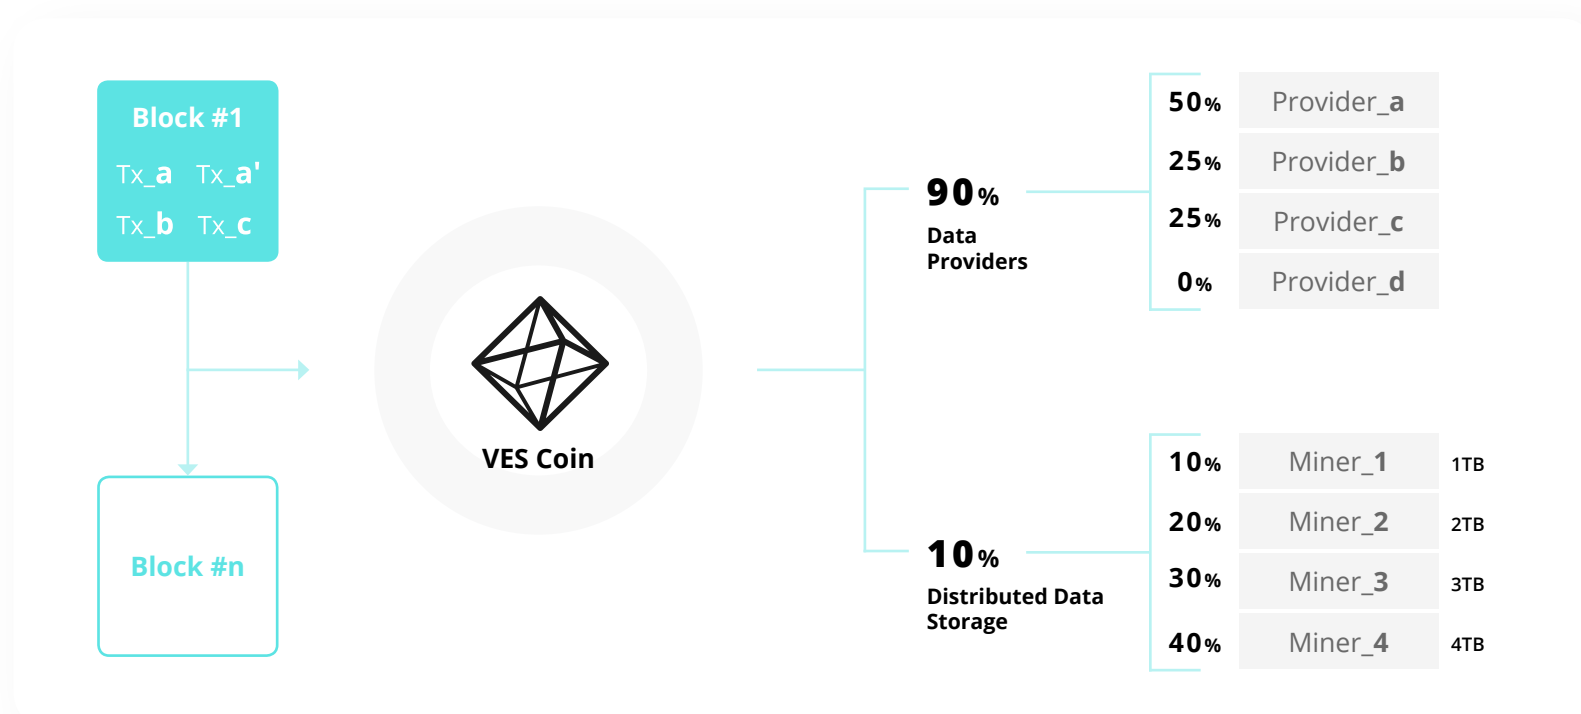 Block #1
Tx_a Tx_a'
Tx_b Tx_c
Block #n
VES Coin
90%
Data
Providers
50% Provider_a
25% Provider_b
25% Provider_c
0% Provider_d
10%
Distributed Data
Storage
10% Miner_1 1TB
20% Miner_2 2TB
30% Miner_3 3TB
40% Miner_4 4TB